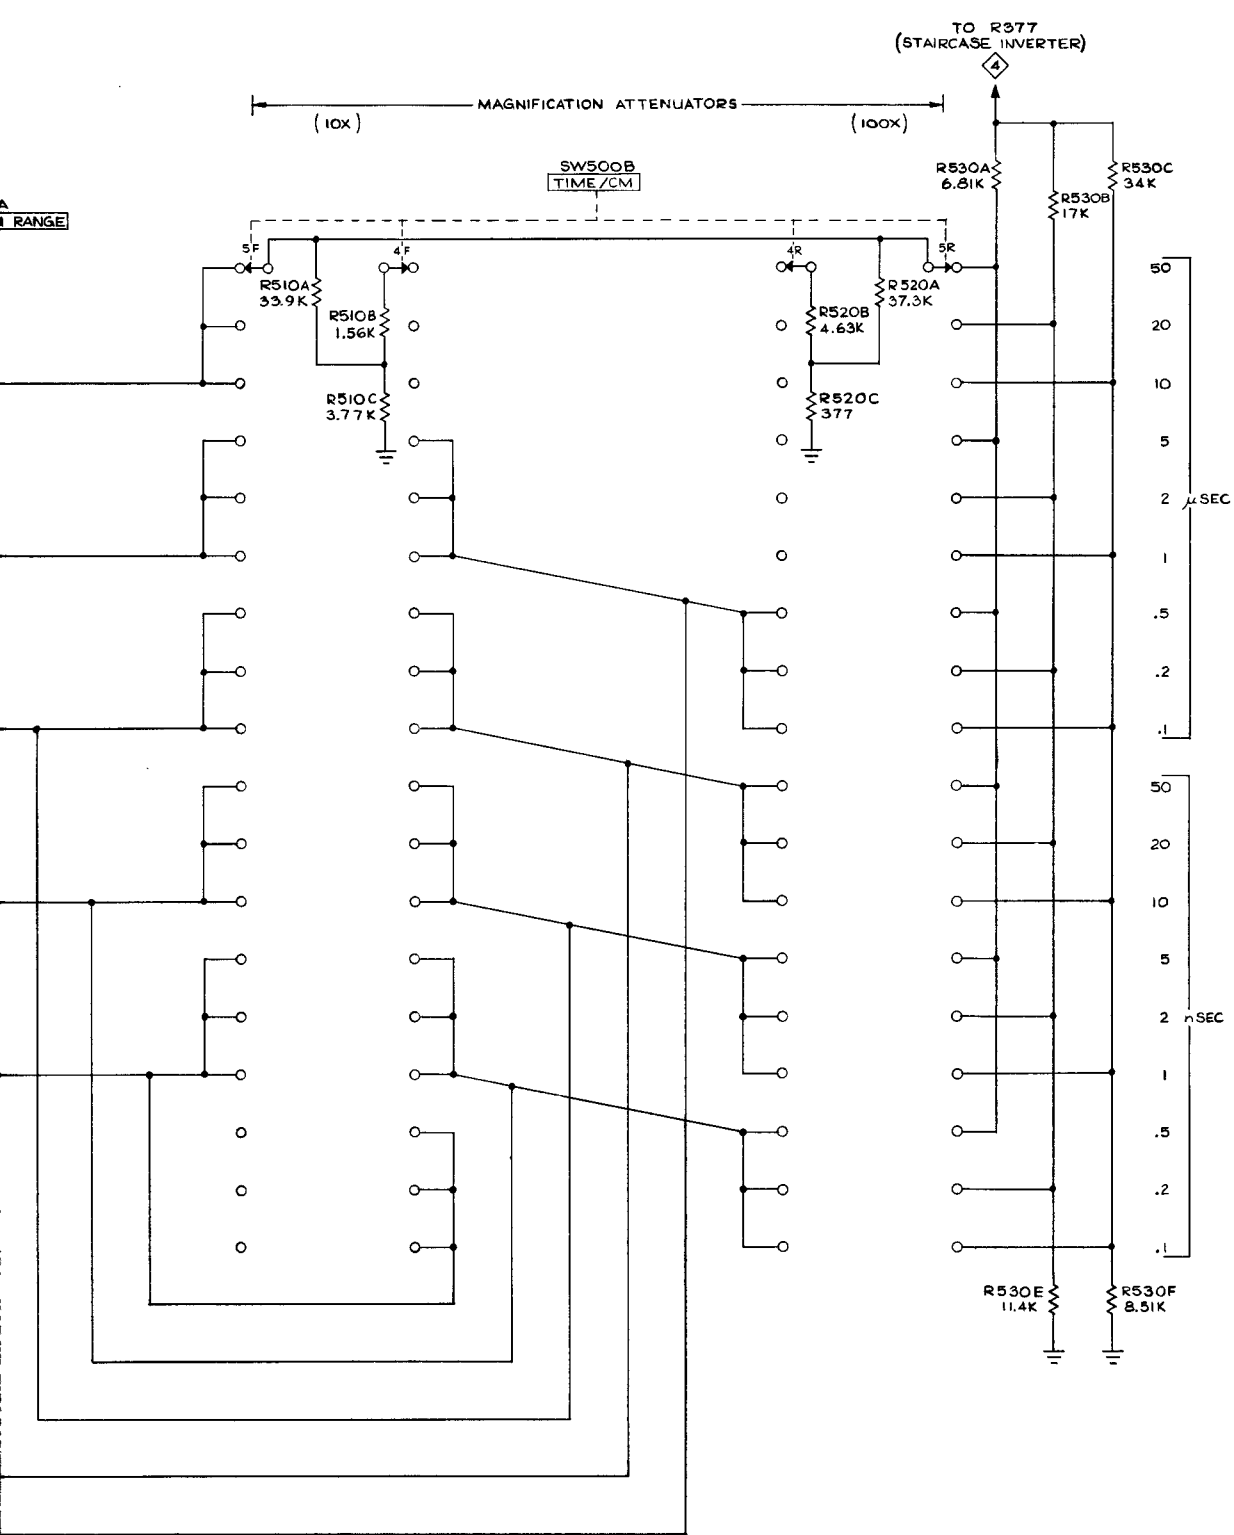 TO R377
(STAIRCASE INVERTER)
4
MAGNIFICATION ATTENUATORS
(10X)
(100X)
SW500B
TIME/CM
A
RANGE
R530A
6.81K
R530C
34K
R530B
17K
5F
4F
4R
5R
R510A
33.9K
R510B
1.56K
R520A
37.3K
R520B
4.63K
R510C
3.77K
R520C
377
50
20
10
5
2 µSEC
1
.5
.2
.1
50
20
10
5
2 nSEC
1
.5
.2
.1
R530E
11.4K
R530F
8.51K